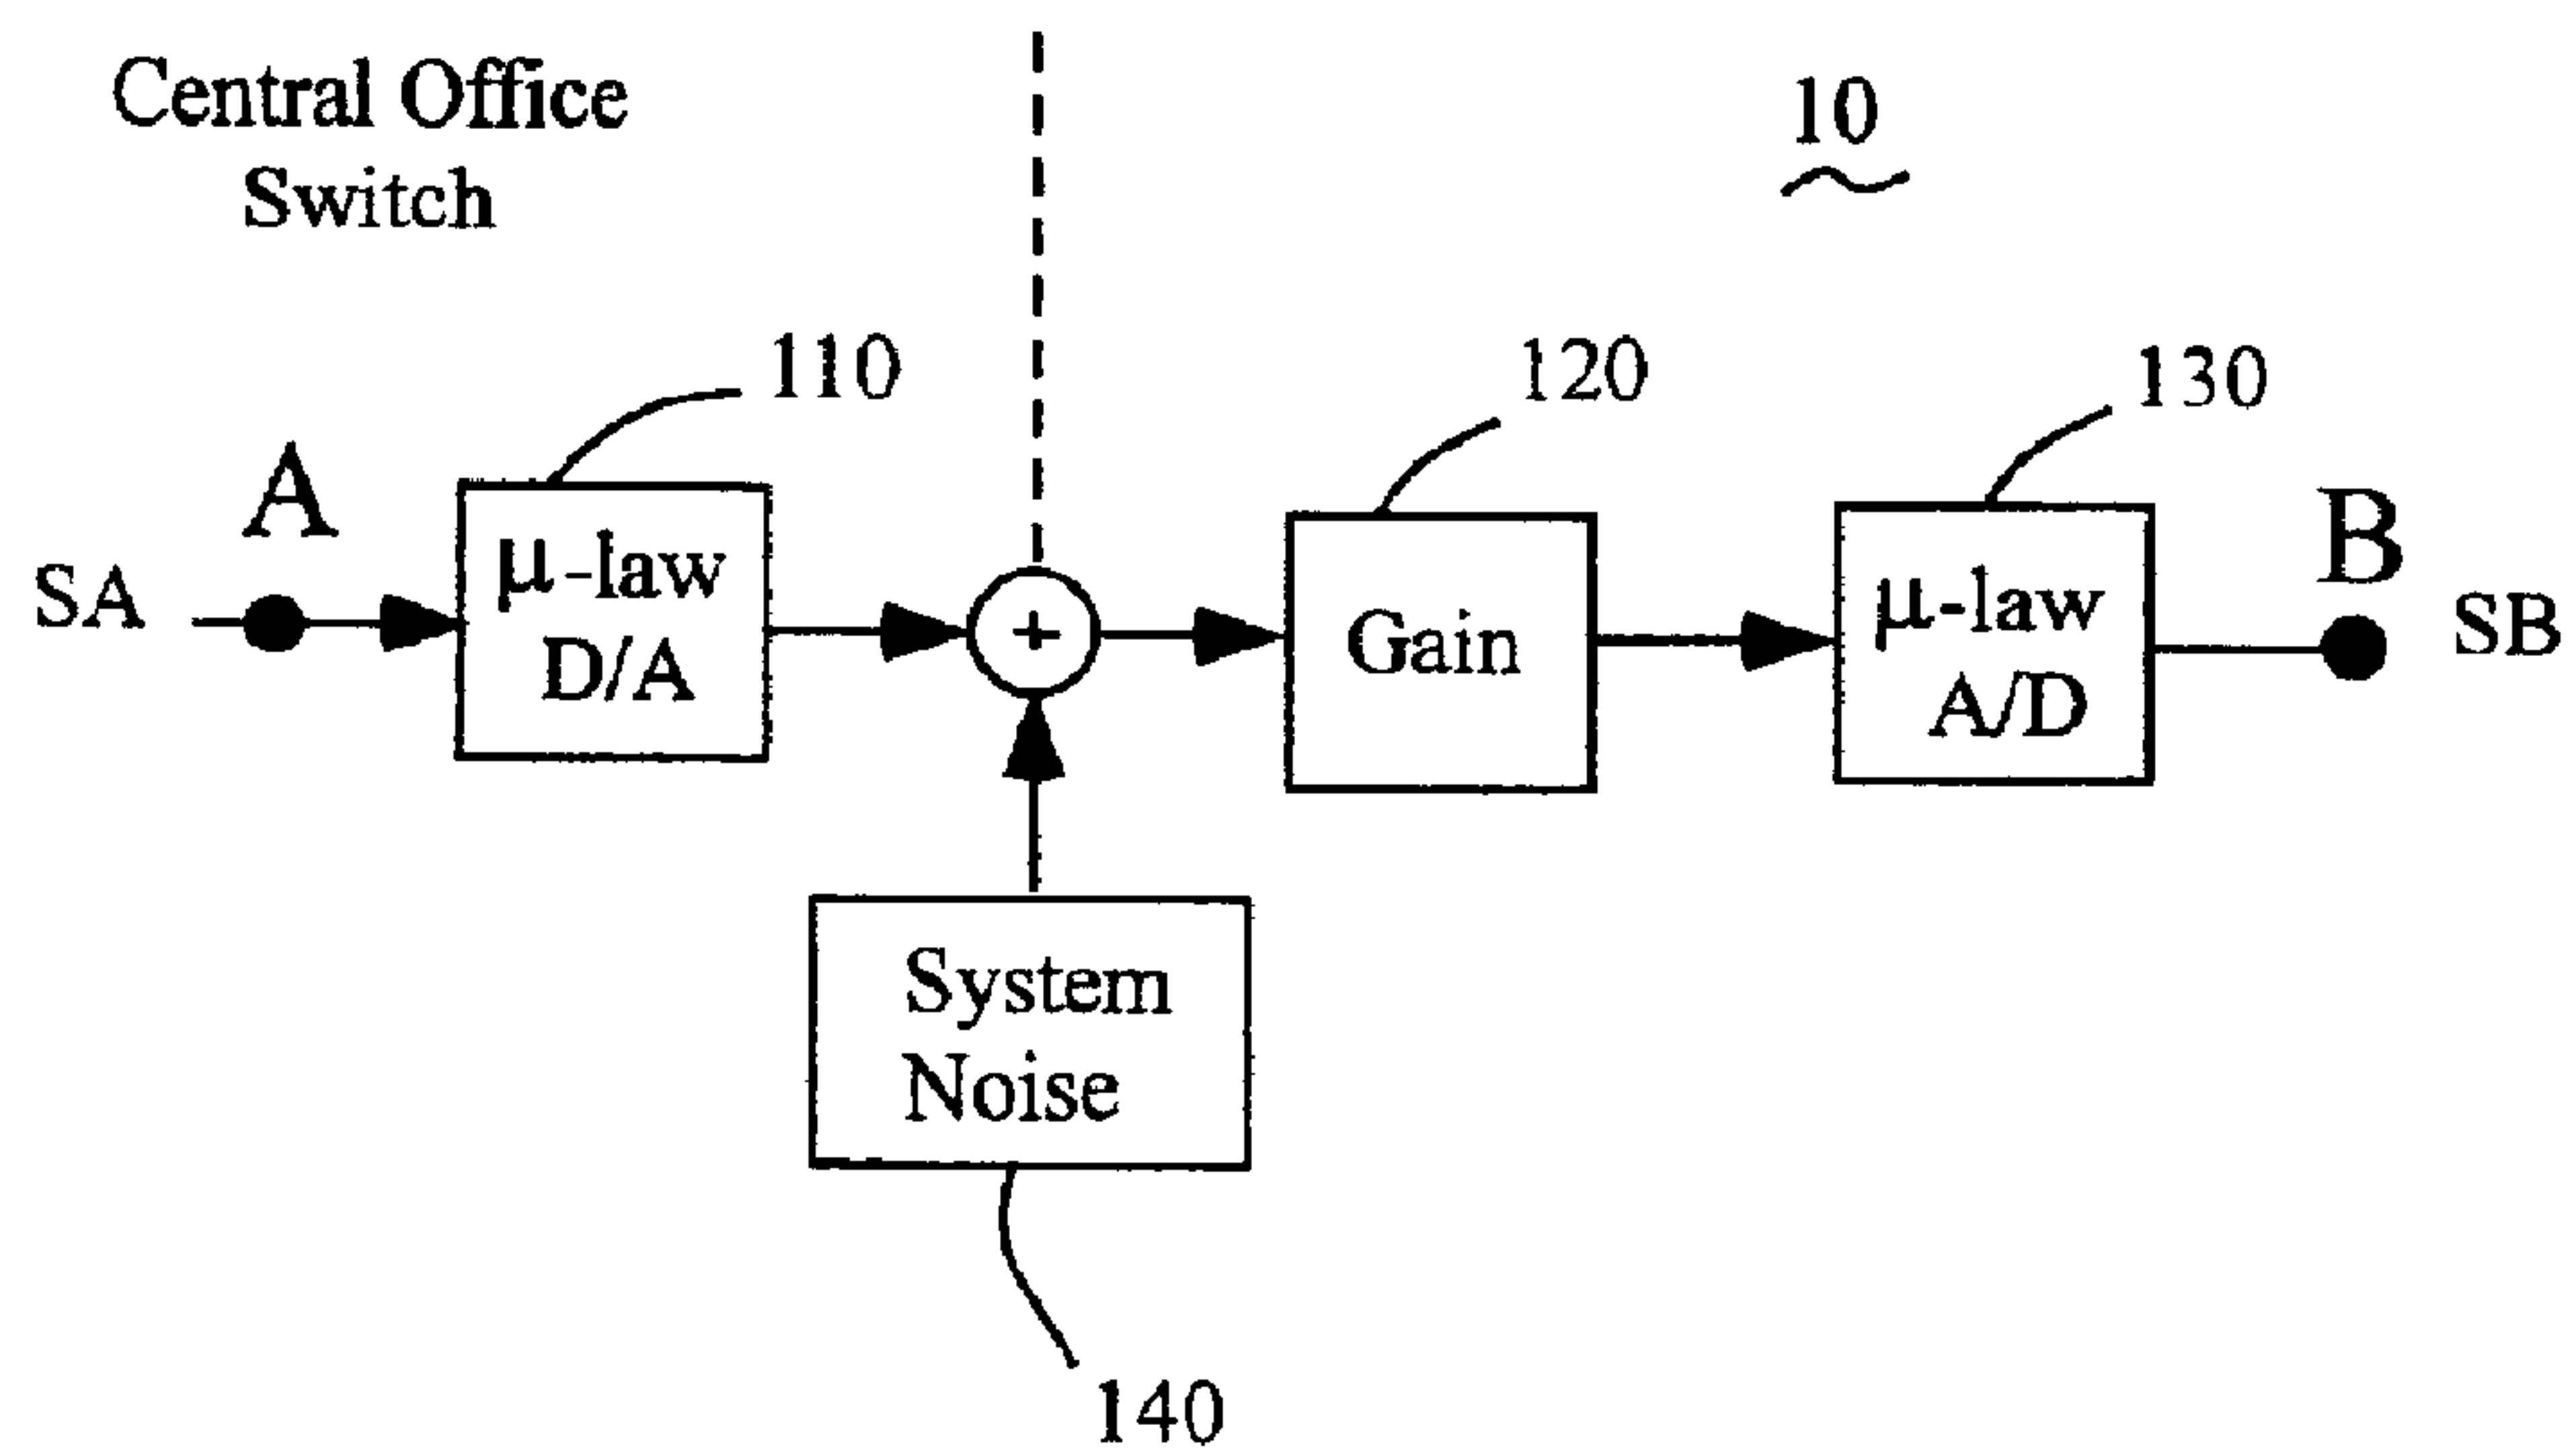 Central Office
Switch
10
110
120
130
A
B
SA
μ-law
D/A
+
Gain
μ-law
A/D
SB
System
Noise
140